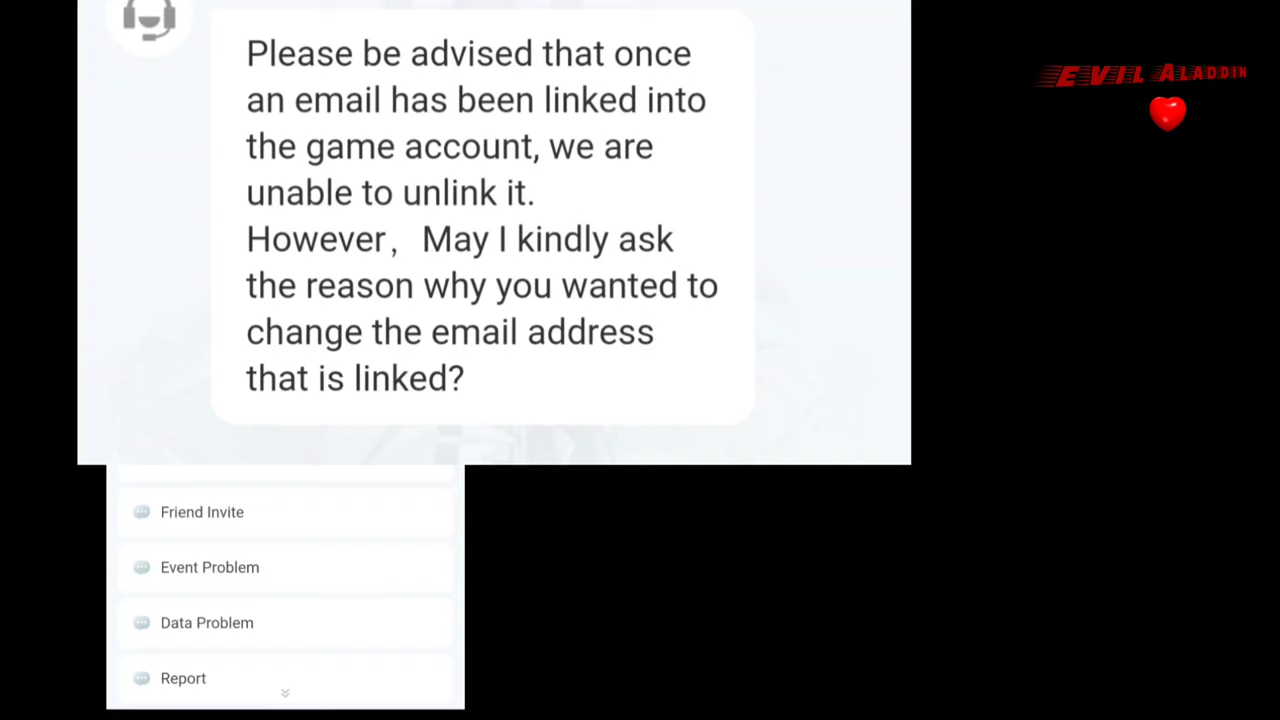 Please be advised that once
an email has been linked into
the game account, we are
unable to unlink it.
However， May I kindly ask
the reason why you wanted to
change the email address
that is linked?
EVIL ALADDIN
Friend Invite
Event Problem
Data Problem
Report